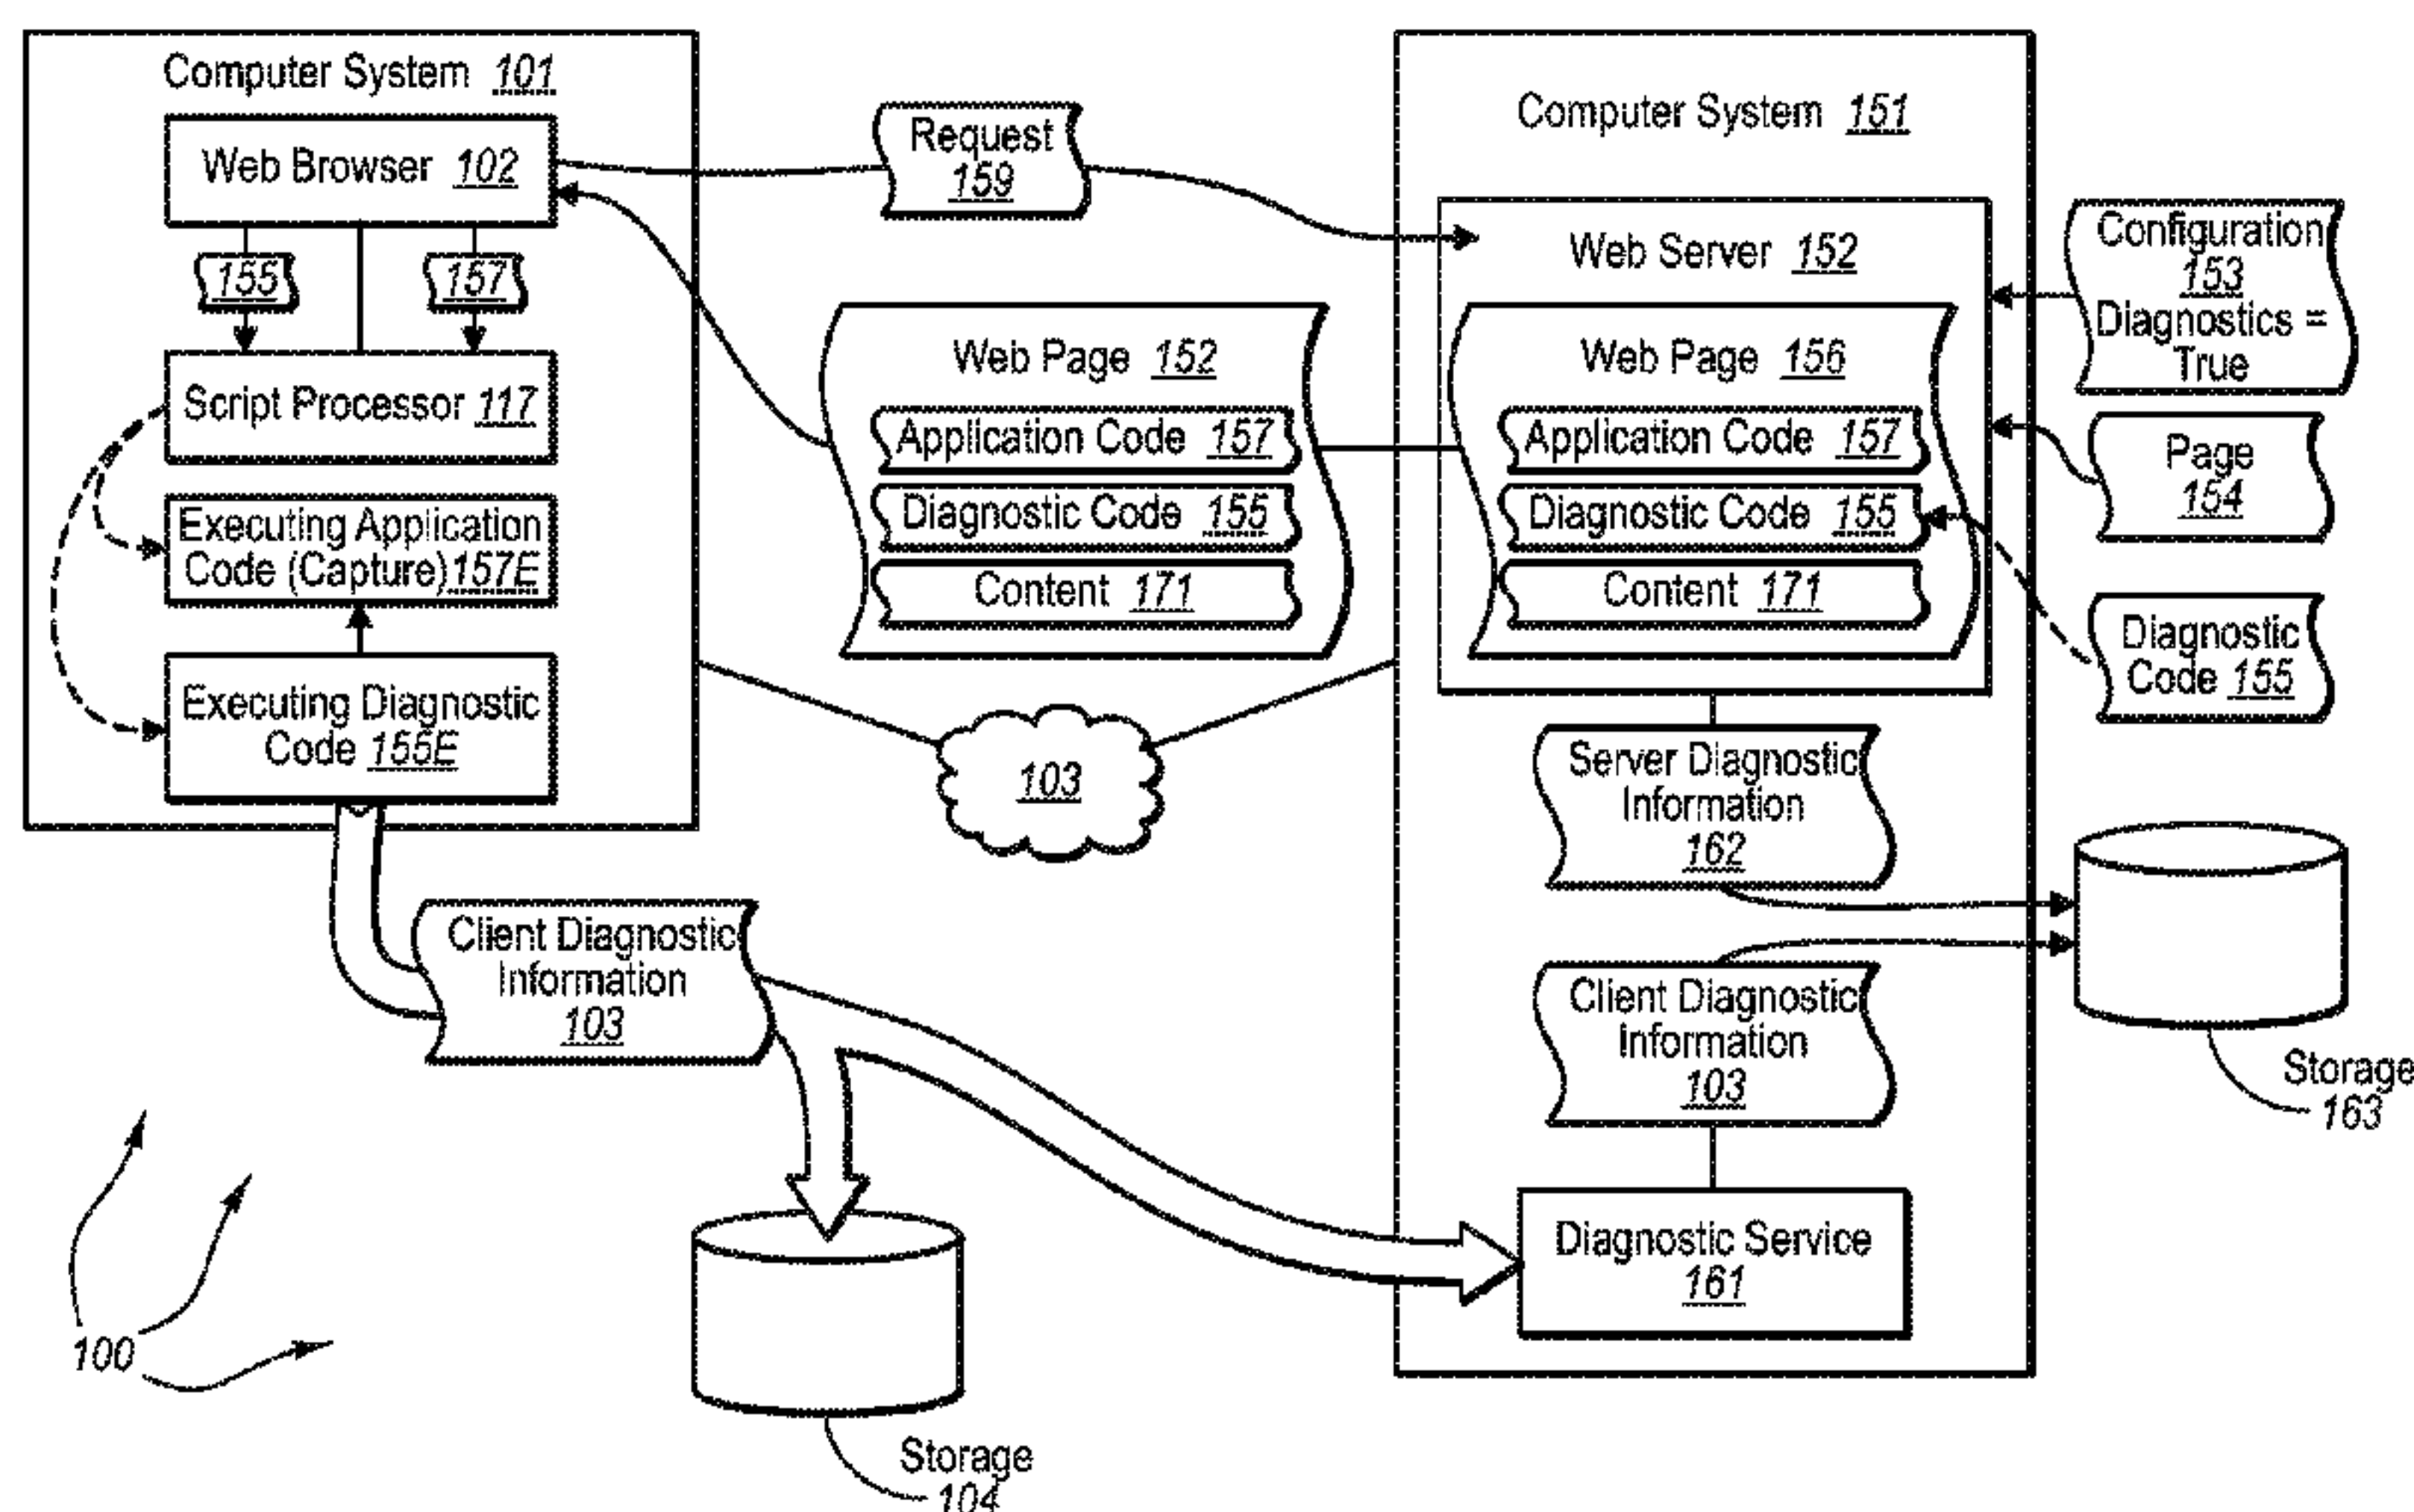 Computer System 101
Web Browser 102
155
157
Script Processor 117
Executing Application
Code (Capture) 157E
Executing Diagnostic
Code 155E
Request
159
Web Page 152
Application Code 157
Diagnostic Code 155
Content 171
103
Computer System 151
Web Server 152
Web Page 156
Application Code 157
Diagnostic Code 155
Content 171
Configuration
153
Diagnostics =
True
Page
154
Diagnostic
Code 155
Server Diagnostic
Information
162
Client Diagnostic
Information
103
Client Diagnostic
Information
103
Storage
163
Diagnostic Service
161
100
Storage
104